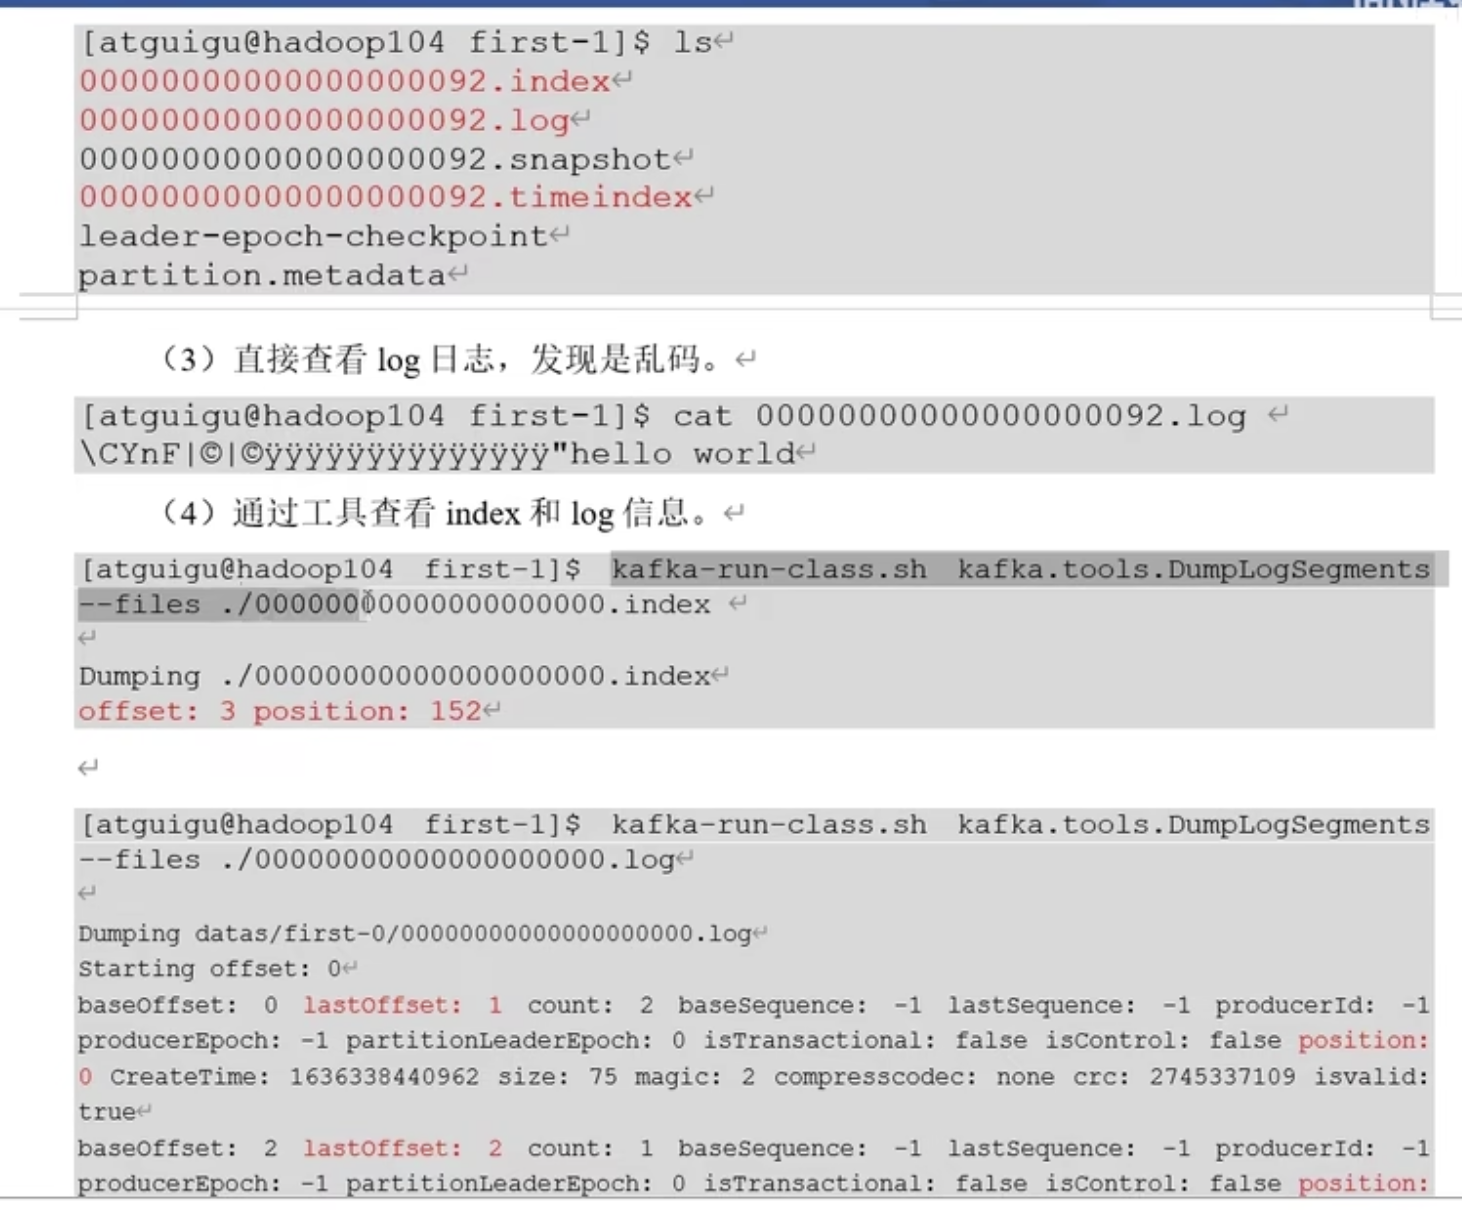 [atguigu@hadoop104 first-1]$ ls
00000000000000000092.index
00000000000000000092.log
00000000000000000092.snapshot
00000000000000000092.timeindex
leader-epoch-checkpoint
partition.metadata
（3）直接查看 log 日志，发现是乱码。
[atguigu@hadoop104 first-1]$ cat 00000000000000000092.log
\CYnF|©|©ÿÿÿÿÿÿÿÿÿÿÿÿÿÿ"hello world
（4）通过工具查看 index 和 log 信息。
[atguigu@hadoop104 first-1]$ kafka-run-class.sh kafka.tools.DumpLogSegments
--files ./00000000000000000000.index
Dumping ./00000000000000000000.index
offset: 3 position: 152
[atguigu@hadoop104 first-1]$ kafka-run-class.sh kafka.tools.DumpLogSegments
--files ./00000000000000000000.log
Dumping datas/first-0/00000000000000000000.log
Starting offset: 0
baseOffset: 0 lastOffset: 1 count: 2 baseSequence: -1 lastSequence: -1 producerId: -1
producerEpoch: -1 partitionLeaderEpoch: 0 isTransactional: false isControl: false position:
0 CreateTime: 1636338440962 size: 75 magic: 2 compresscodec: none crc: 2745337109 isvalid:
true
baseOffset: 2 lastOffset: 2 count: 1 baseSequence: -1 lastSequence: -1 producerId: -1
producerEpoch: -1 partitionLeaderEpoch: 0 isTransactional: false isControl: false position: